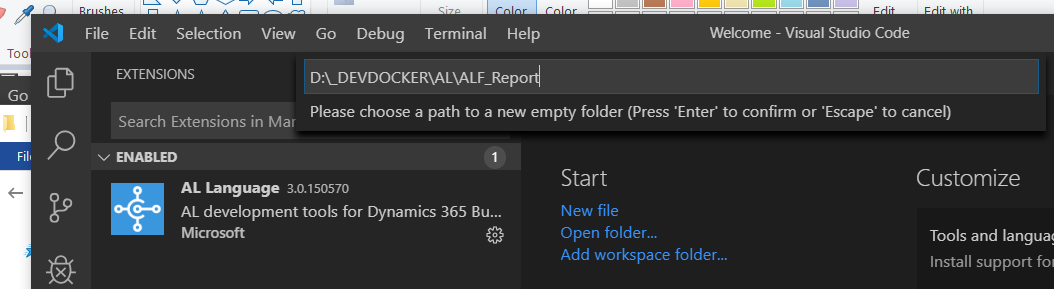 Brushes
Size
Color
Color
Edit
Edit with
Tool
File Edit Selection View Go Debug Terminal Help
Welcome - Visual Studio Code
EXTENSIONS
D:\_DEVDOCKER\AL\ALF_Report
Please choose a path to a new empty folder (Press 'Enter' to confirm or 'Escape' to cancel)
Go
Search Extensions in Mar
ENABLED
1
AL Language 3.0.150570
AL development tools for Dynamics 365 Bu...
Microsoft
Start
New file
Open folder...
Add workspace folder...
Customize
Tools and langua
Install support fo